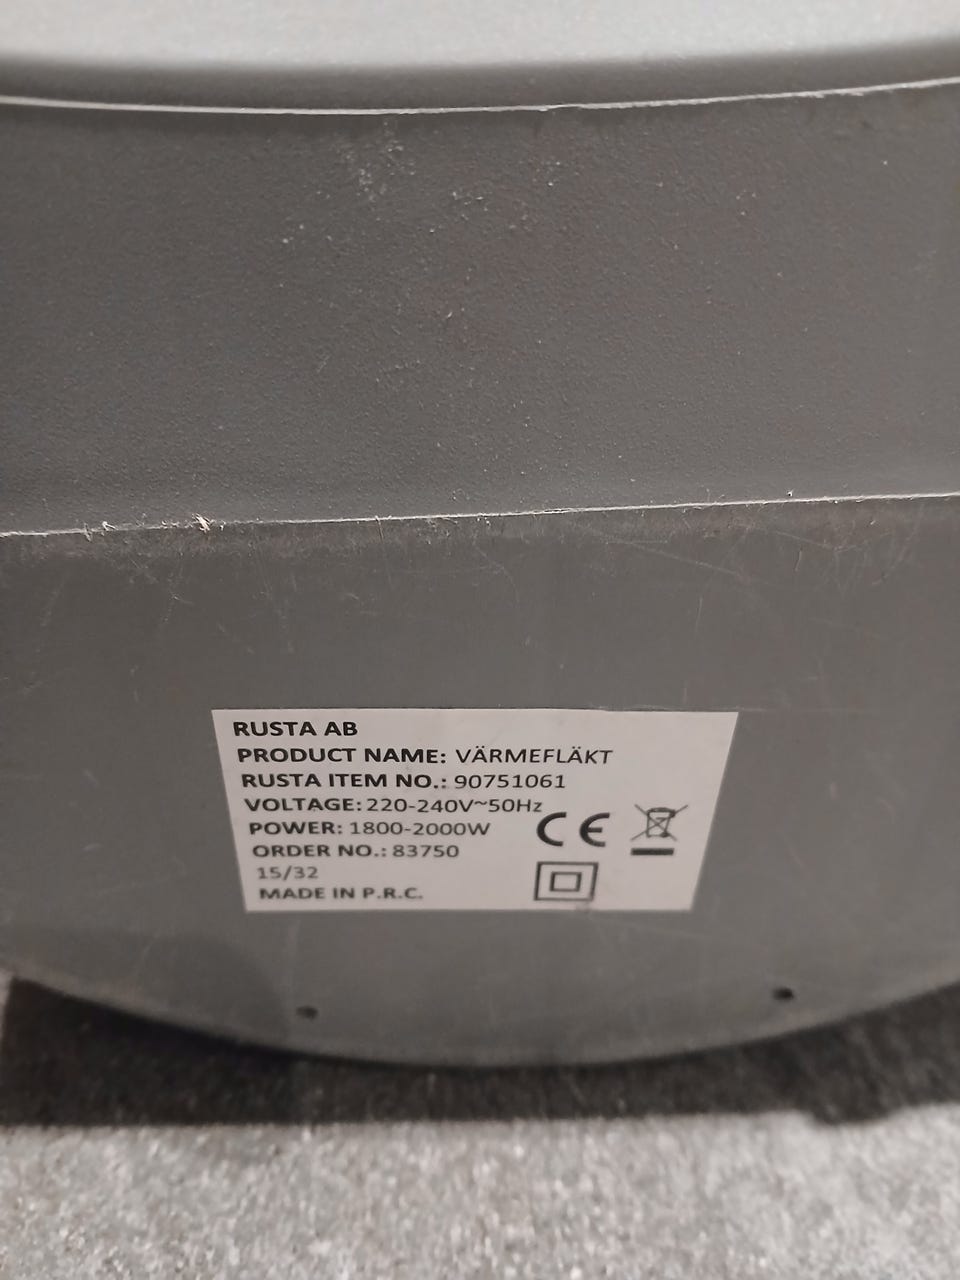 RUSTA AB
PRODUCT NAME: VÄRMEFLÄKT
RUSTA ITEM NO.: 90751061
VOLTAGE: 220-240V~50Hz
POWER: 1800-2000W
ORDER NO.: 83750
15/32
MADE IN P.R.C.
CE